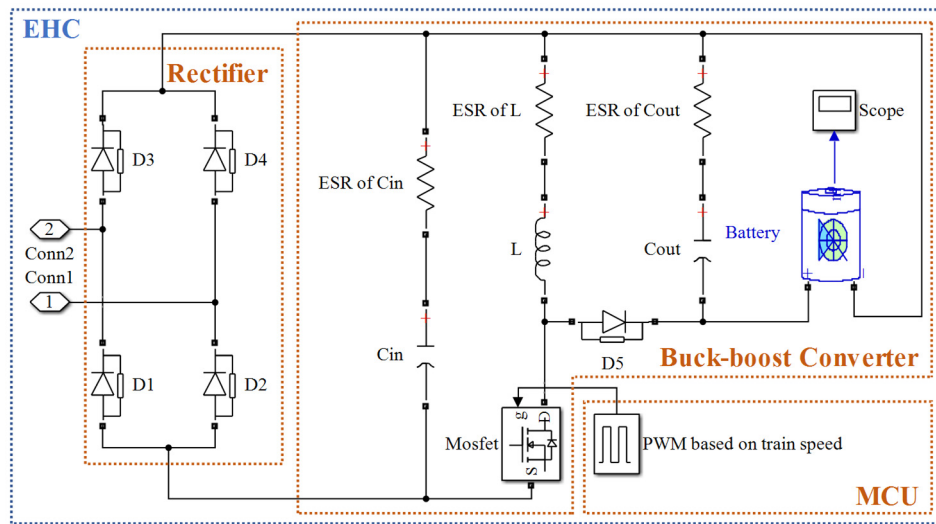 EHC
Rectifier
D3
D4
2
Conn2
Conn1
1
D1
D2
ESR of Cin
Cin
ESR of L
L
ESR of Cout
Cout
Scope
Battery
D5
Buck-boost Converter
Mosfet
g
D
S
PWM based on train speed
MCU